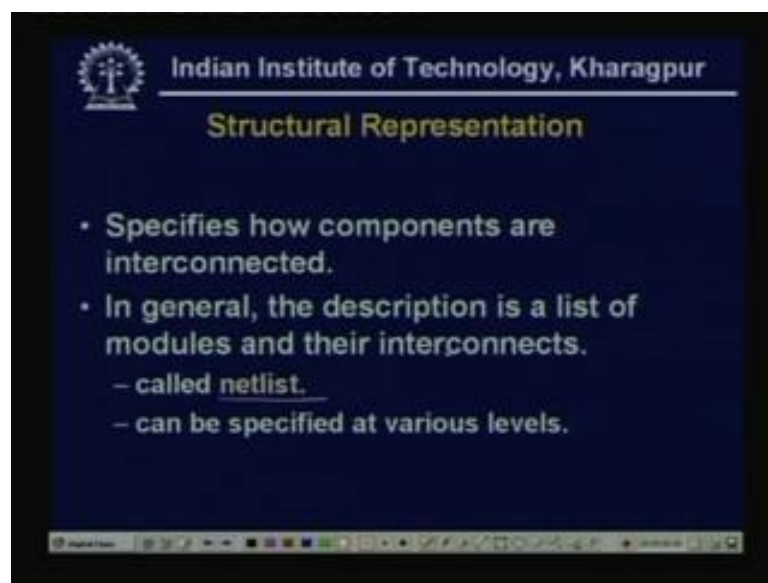 Indian Institute of Technology, Kharagpur
Structural Representation
• Specifies how components are
interconnected.
• In general, the description is a list of
modules and their interconnects.
– called netlist.
– can be specified at various levels.